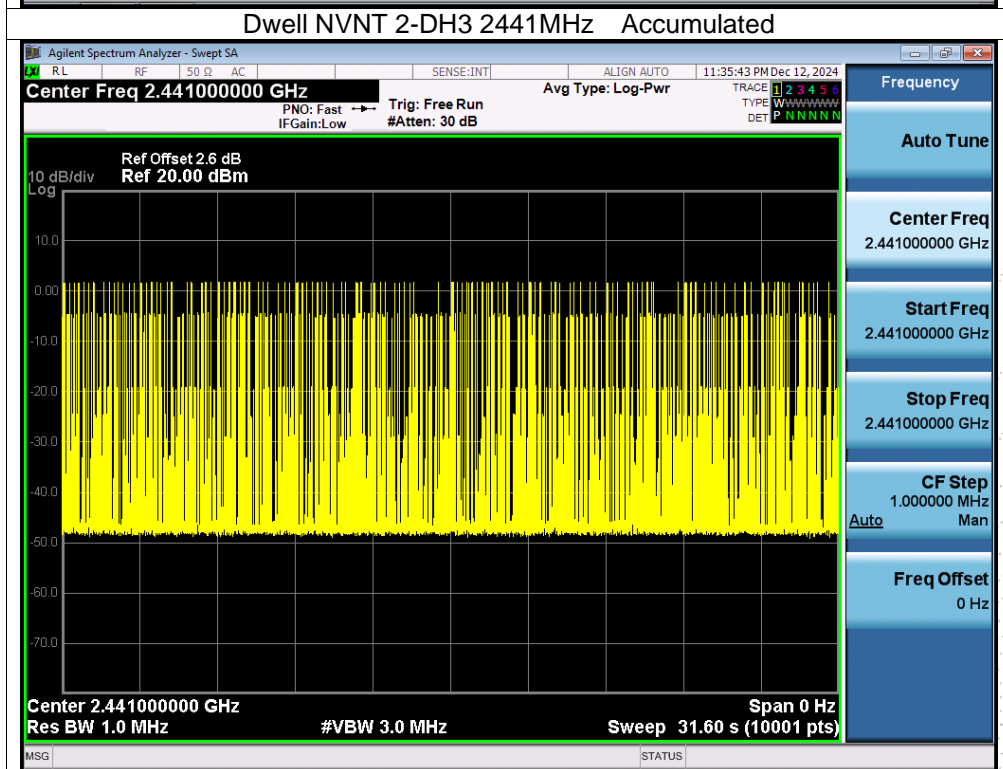 Dwell NVNT 2-DH3 2441MHz Accumulated
Agilent Spectrum Analyzer - Swept SA
LXI RL RF 50 Ω AC SENSE:INT ALIGN AUTO 11:35:43 PM Dec 12, 2024
Center Freq 2.441000000 GHz
PNO: Fast
IFGain:Low
Trig: Free Run
#Atten: 30 dB
Avg Type: Log-Pwr
TRACE 1 2 3 4 5 6
TYPE W WWWWW
DET P N N N N N
Ref Offset 2.6 dB
10 dB/div Ref 20.00 dBm
Log
10.0
0.00
-10.0
-20.0
-30.0
-40.0
-50.0
-60.0
-70.0
Center 2.441000000 GHz Span 0 Hz
Res BW 1.0 MHz #VBW 3.0 MHz Sweep 31.60 s (10001 pts)
MSG STATUS
Frequency
Auto Tune
Center Freq
2.441000000 GHz
Start Freq
2.441000000 GHz
Stop Freq
2.441000000 GHz
CF Step
1.000000 MHz
Auto Man
Freq Offset
0 Hz